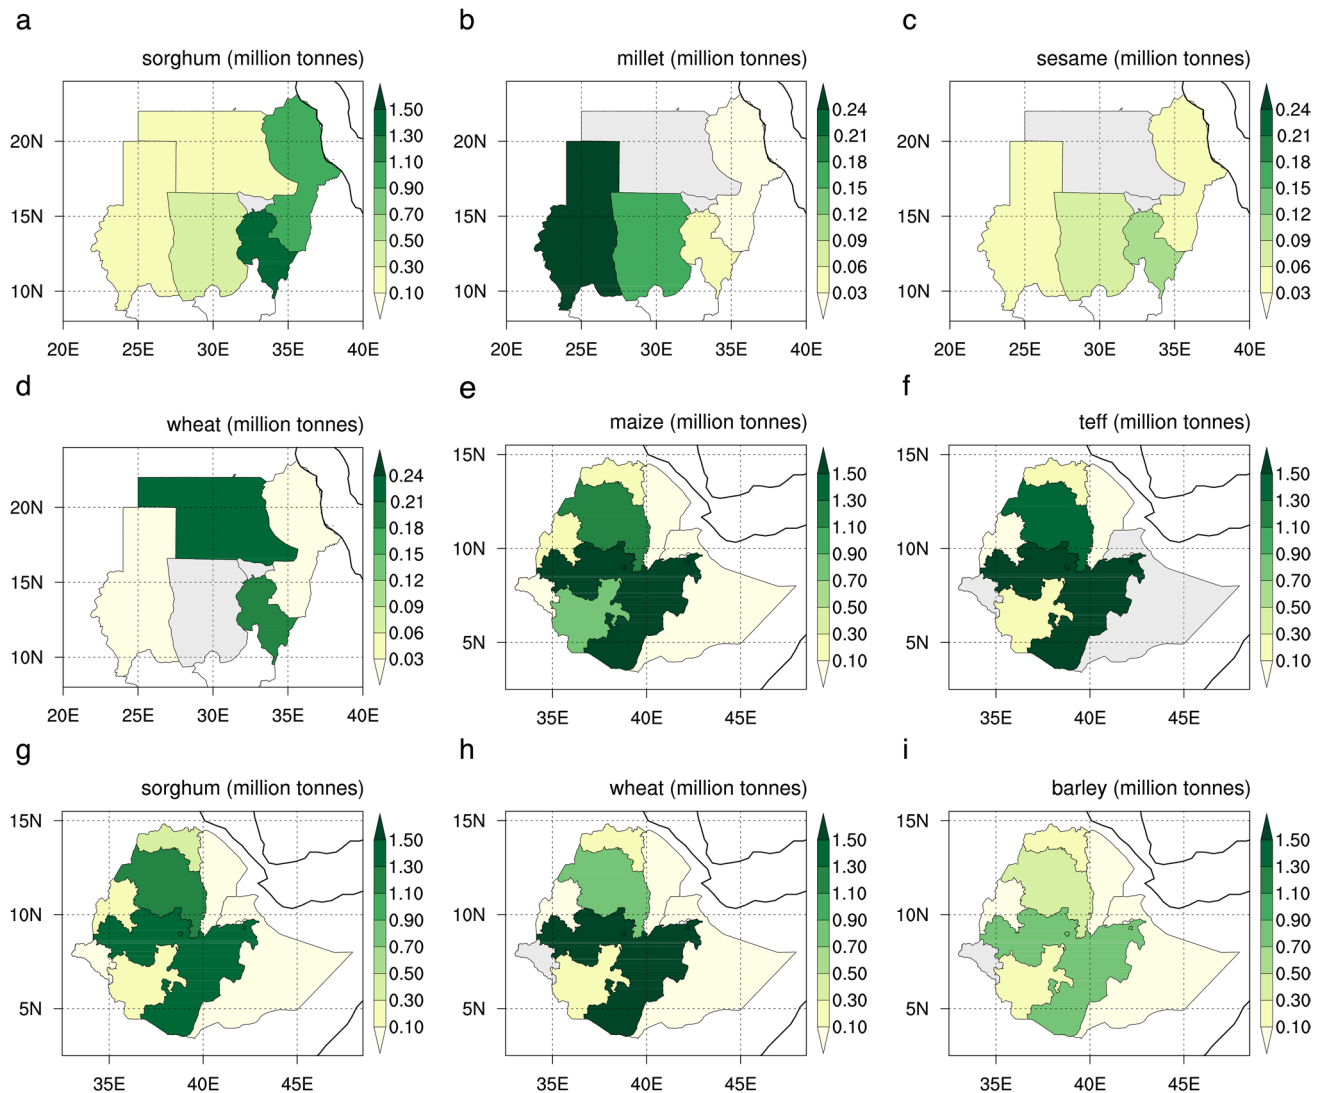 a
sorghum (million tonnes)
20N
15N
10N
20E 25E 30E 35E 40E
1.50
1.30
1.10
0.90
0.70
0.50
0.30
0.10
b
millet (million tonnes)
20N
15N
10N
20E 25E 30E 35E 40E
0.24
0.21
0.18
0.15
0.12
0.09
0.06
0.03
c
sesame (million tonnes)
20N
15N
10N
20E 25E 30E 35E 40E
0.24
0.21
0.18
0.15
0.12
0.09
0.06
0.03
d
wheat (million tonnes)
20N
15N
10N
20E 25E 30E 35E 40E
0.24
0.21
0.18
0.15
0.12
0.09
0.06
0.03
e
maize (million tonnes)
15N
10N
5N
35E 40E 45E
1.50
1.30
1.10
0.90
0.70
0.50
0.30
0.10
f
teff (million tonnes)
15N
10N
5N
35E 40E 45E
1.50
1.30
1.10
0.90
0.70
0.50
0.30
0.10
g
sorghum (million tonnes)
15N
10N
5N
35E 40E 45E
1.50
1.30
1.10
0.90
0.70
0.50
0.30
0.10
h
wheat (million tonnes)
15N
10N
5N
35E 40E 45E
1.50
1.30
1.10
0.90
0.70
0.50
0.30
0.10
i
barley (million tonnes)
15N
10N
5N
35E 40E 45E
1.50
1.30
1.10
0.90
0.70
0.50
0.30
0.10